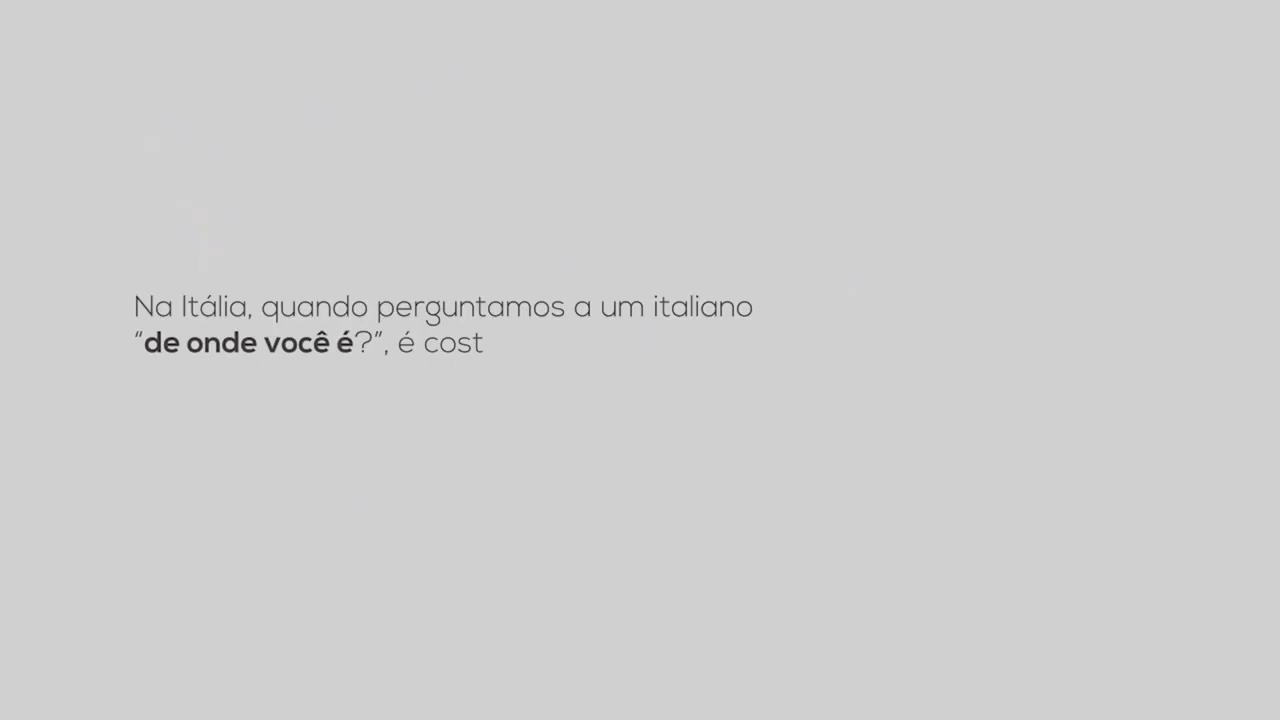 Na Itália, quando perguntamos a um italiano
“de onde você é?”, é cost